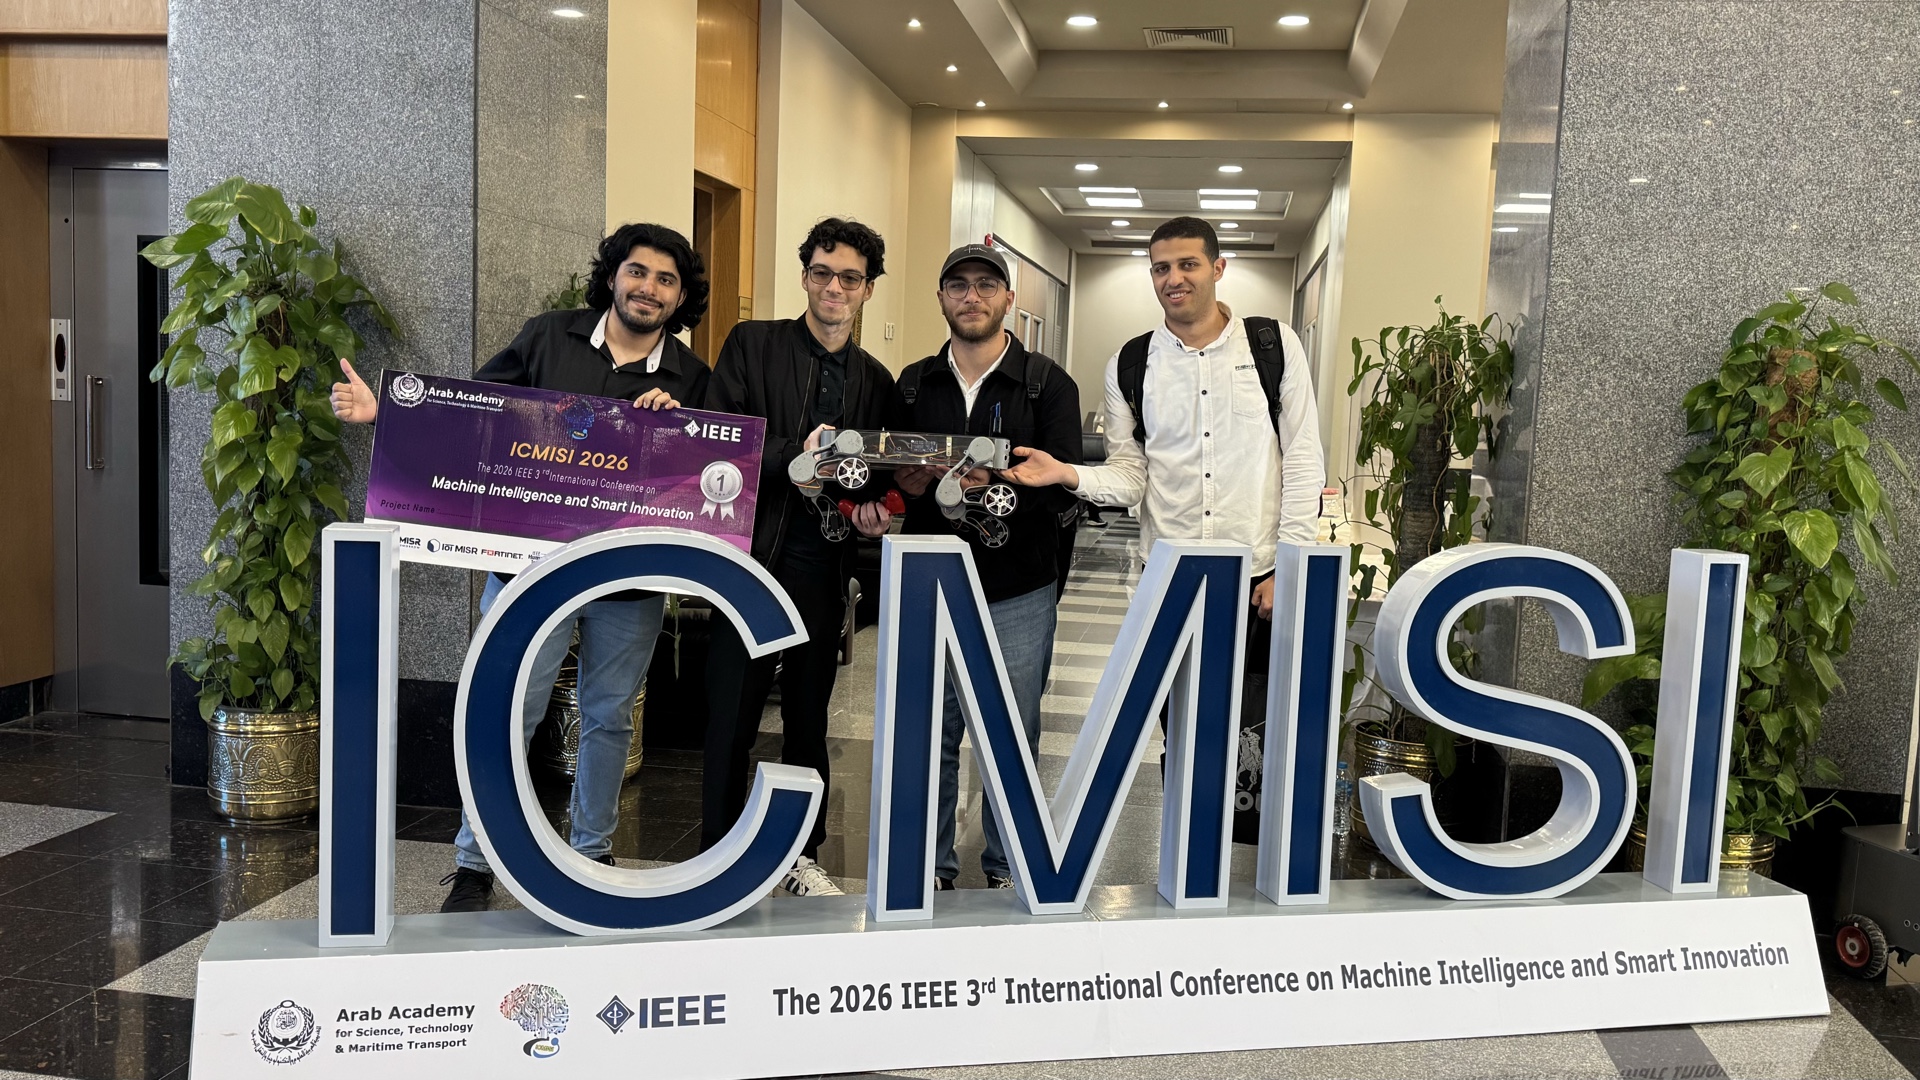 Arab Academy
for Science, Technology & Maritime Transport
IEEE
ICMISI 2026
The 2026 IEEE 3rd International Conference on
Machine Intelligence and Smart Innovation
1
Project Name
MISR
IoT MISR
FORTINET
ICMISI
Arab Academy
for Science, Technology
& Maritime Transport
ICMISI
IEEE
The 2026 IEEE 3rd International Conference on Machine Intelligence and Smart Innovation